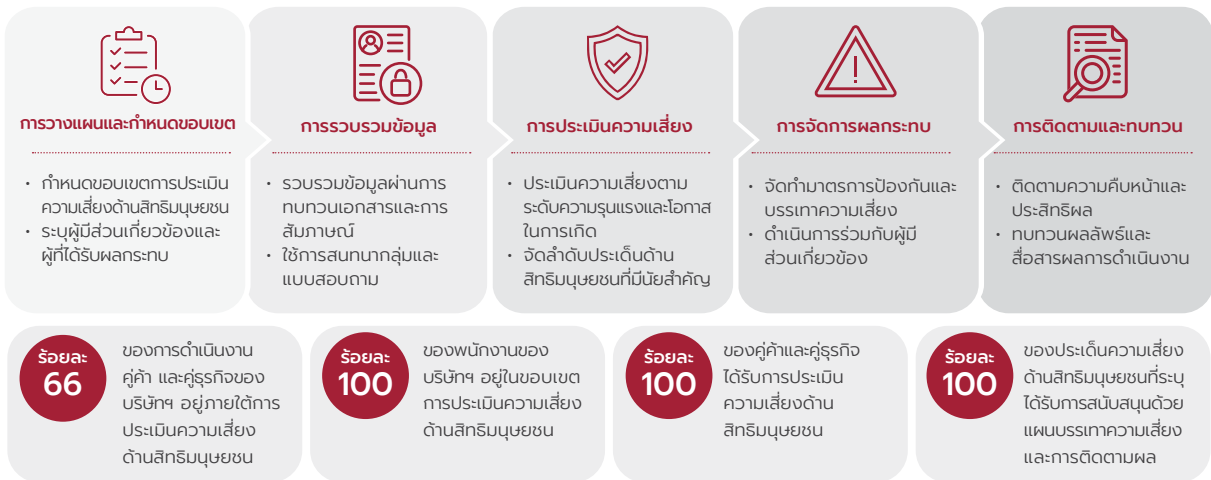 การวางแผนและกำหนดขอบเขต
• กำหนดขอบเขตการประเมิน
ความเสี่ยงด้านสิทธิมนุษยชน
• ระบุผู้มีส่วนเกี่ยวข้องและ
ผู้ที่ได้รับผลกระทบ
การรวบรวมข้อมูล
• รวบรวมข้อมูลผ่านการ
ทบทวนเอกสารและการ
สัมภาษณ์
• ใช้การสนทนากลุ่มและ
แบบสอบถาม
การประเมินความเสี่ยง
• ประเมินความเสี่ยงตาม
ระดับความรุนแรงและโอกาส
ในการเกิด
• จัดลำดับประเด็นด้าน
สิทธิมนุษยชนที่มีนัยสำคัญ
การจัดการผลกระทบ
• จัดทำมาตรการป้องกันและ
บรรเทาความเสี่ยง
• ดำเนินการร่วมกับผู้มี
ส่วนเกี่ยวข้อง
การติดตามและทบทวน
• ติดตามความคืบหน้าและ
ประสิทธิผล
• ทบทวนผลลัพธ์และ
สื่อสารผลการดำเนินงาน
ร้อยละ
66
ของการดำเนินงาน
คู่ค้า และคู่ธุรกิจของ
บริษัทฯ อยู่ภายใต้การ
ประเมินความเสี่ยง
ด้านสิทธิมนุษยชน
ร้อยละ
100
ของพนักงานของ
บริษัทฯ อยู่ในขอบเขต
การประเมินความเสี่ยง
ด้านสิทธิมนุษยชน
ร้อยละ
100
ของคู่ค้าและคู่ธุรกิจ
ได้รับการประเมิน
ความเสี่ยงด้าน
สิทธิมนุษยชน
ร้อยละ
100
ของประเด็นความเสี่ยง
ด้านสิทธิมนุษยชนที่ระบุ
ได้รับการสนับสนุนด้วย
แผนบรรเทาความเสี่ยง
และการติดตามผล